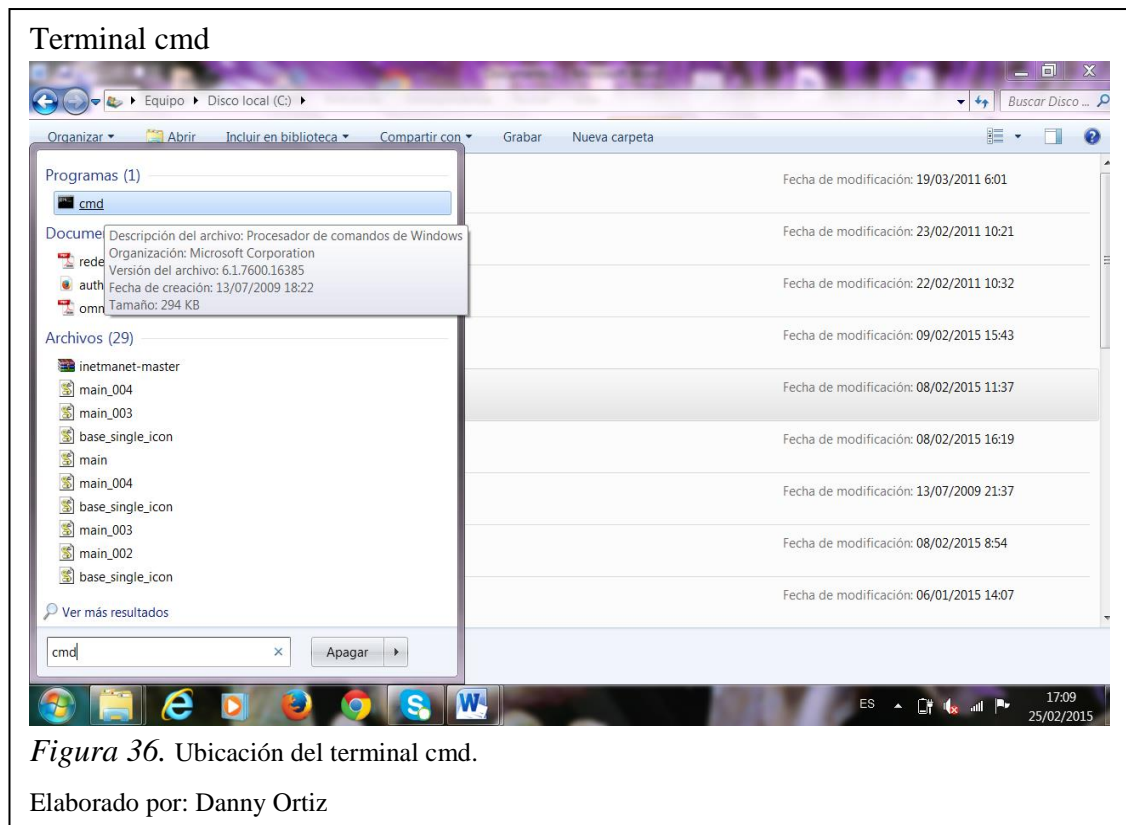 Terminal cmd
Equipo Disco local (C:)
Buscar Disco ...
Organizar Abrir Incluir en biblioteca Compartir con Grabar Nueva carpeta
Programas (1)
cmd
Docume
Descripción del archivo: Procesador de comandos de Windows
Organización: Microsoft Corporation
Versión del archivo: 6.1.7600.16385
Fecha de creación: 13/07/2009 18:22
Tamaño: 294 KB
rede
auth
omn
Archivos (29)
inetmanet-master
main_004
main_003
base_single_icon
main
main_004
base_single_icon
main_003
main_002
base_single_icon
Ver más resultados
cmd
Apagar
Fecha de modificación: 19/03/2011 6:01
Fecha de modificación: 23/02/2011 10:21
Fecha de modificación: 22/02/2011 10:32
Fecha de modificación: 09/02/2015 15:43
Fecha de modificación: 08/02/2015 11:37
Fecha de modificación: 08/02/2015 16:19
Fecha de modificación: 13/07/2009 21:37
Fecha de modificación: 08/02/2015 8:54
Fecha de modificación: 06/01/2015 14:07
ES
17:09
25/02/2015
Figura 36. Ubicación del terminal cmd.
Elaborado por: Danny Ortiz